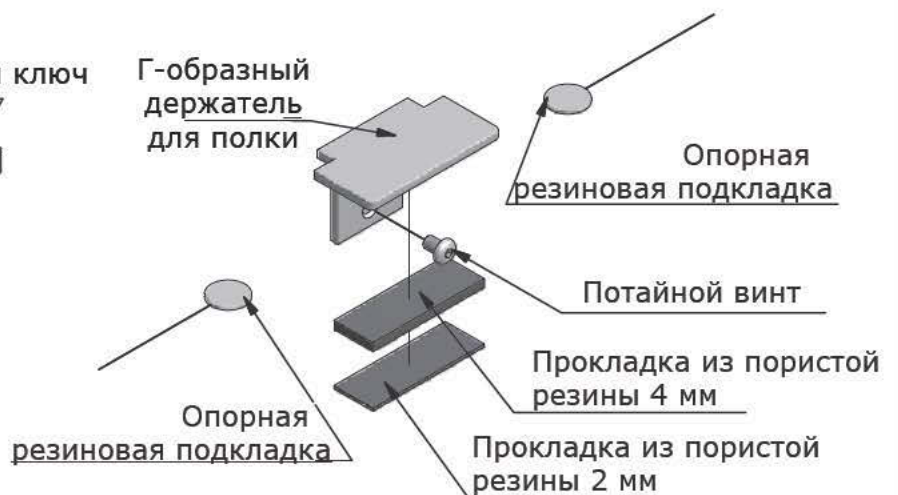 ключ
Г-образный
держатель
для полки
Опорная
резиновая подкладка
Потайной винт
Прокладка из пористой
резины 4 мм
Опорная
резиновая подкладка
Прокладка из пористой
резины 2 мм